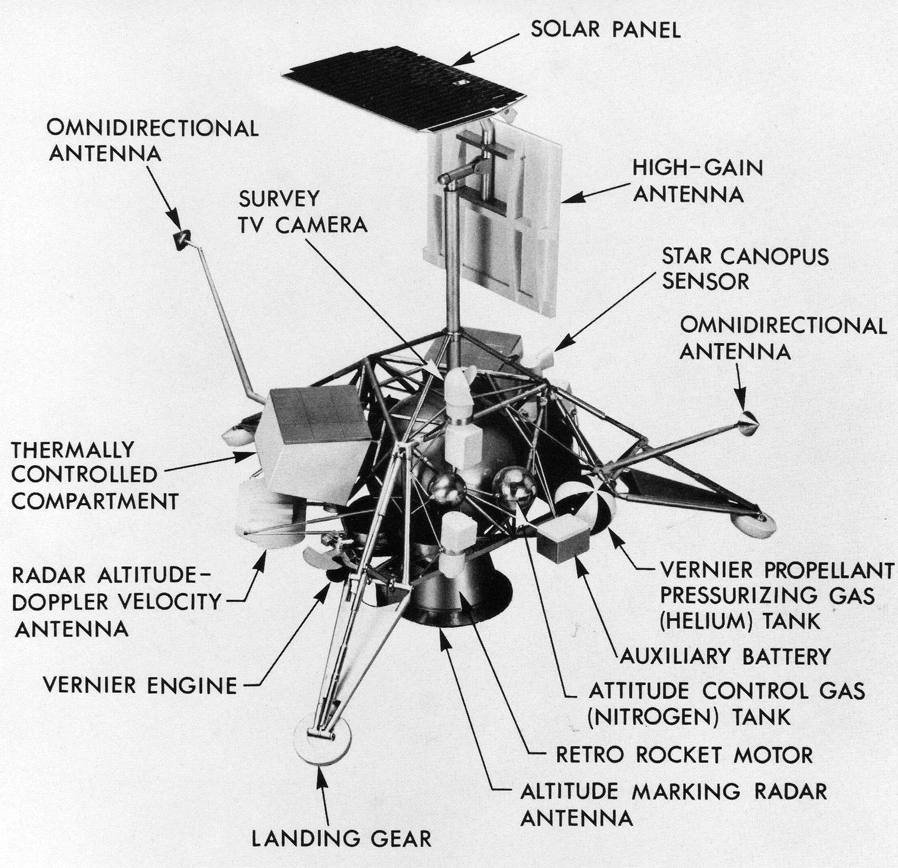 SOLAR PANEL
OMNIDIRECTIONAL
ANTENNA
HIGH-GAIN
ANTENNA
SURVEY
TV CAMERA
STAR CANOPUS
SENSOR
OMNIDIRECTIONAL
ANTENNA
THERMALLY
CONTROLLED
COMPARTMENT
RADAR ALTITUDE-
DOPPLER VELOCITY
ANTENNA
VERNIER PROPELLANT
PRESSURIZING GAS
(HELIUM) TANK
AUXILIARY BATTERY
VERNIER ENGINE
ATTITUDE CONTROL GAS
(NITROGEN) TANK
RETRO ROCKET MOTOR
ALTITUDE MARKING RADAR
ANTENNA
LANDING GEAR